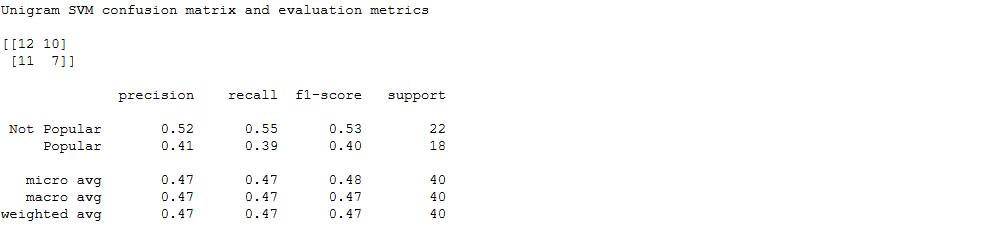 Unigram SVM confusion matrix and evaluation metrics
[[12 10]
[11  7]]
precision recall f1-score support
Not Popular 0.52 0.55 0.53 22
Popular 0.41 0.39 0.40 18
micro avg 0.47 0.47 0.48 40
macro avg 0.47 0.47 0.47 40
weighted avg 0.47 0.47 0.47 40